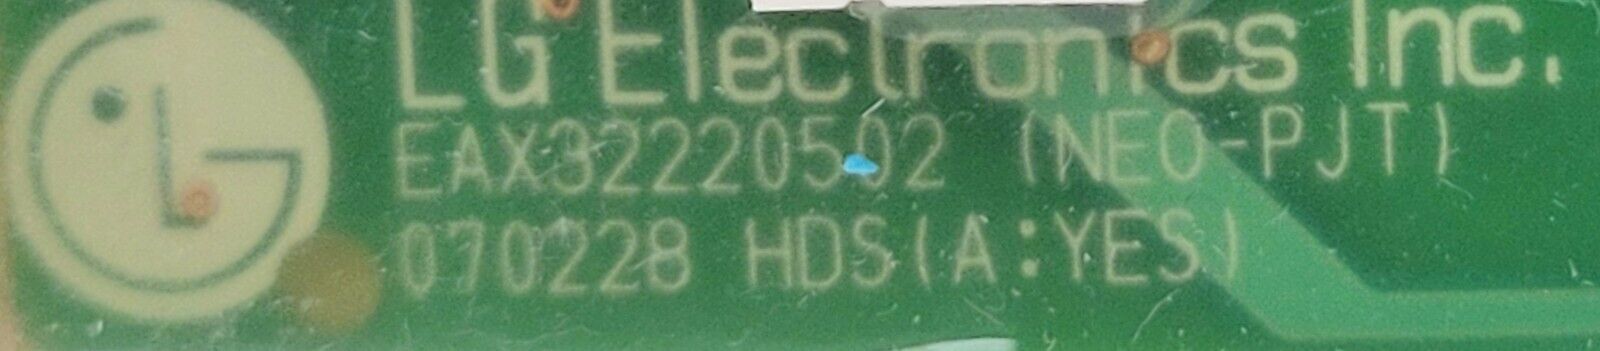 LG Electronics Inc.
EAX32220502 (NEO-PJT)
070228 HDS(A:YES)